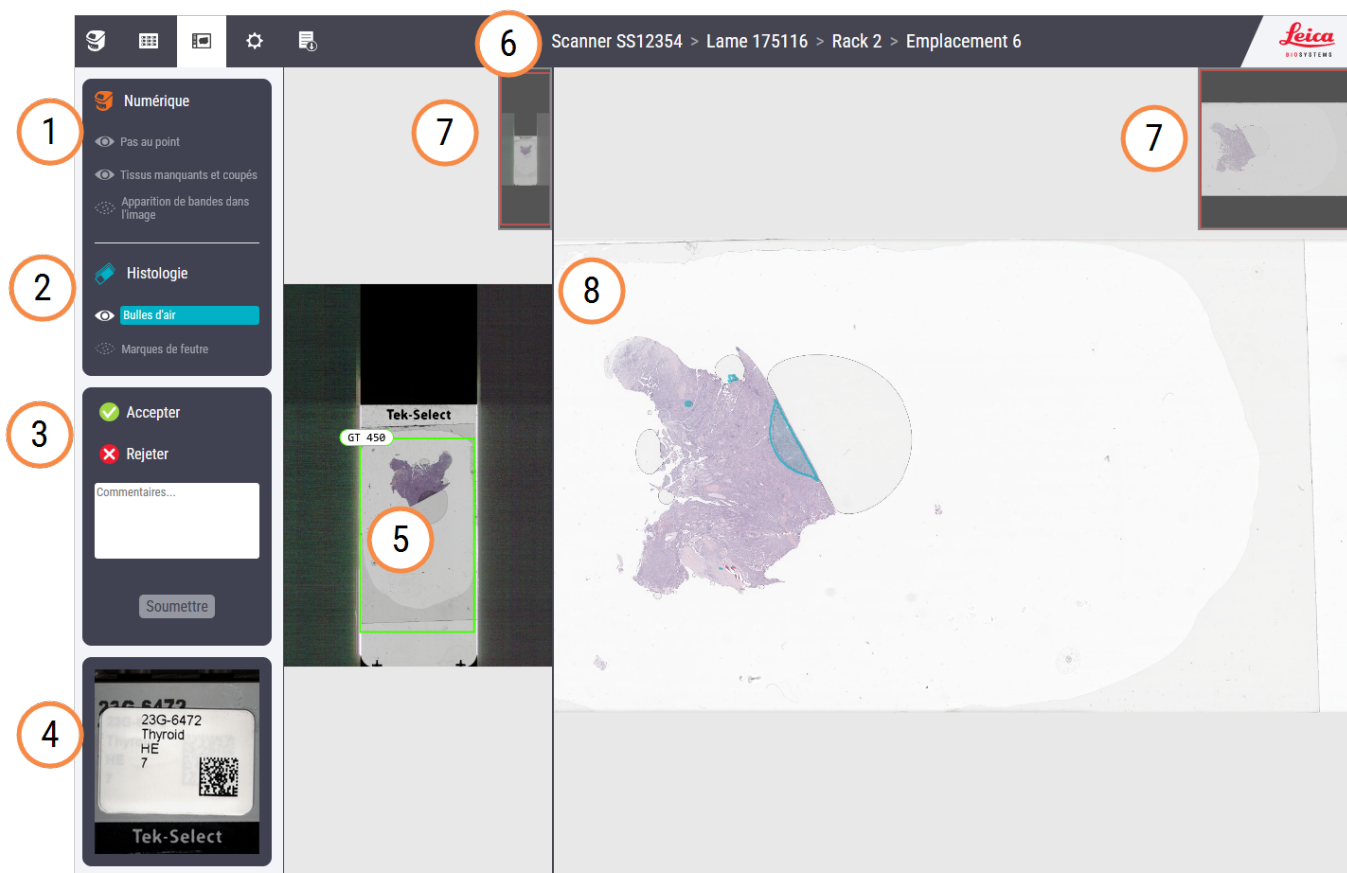 6
Scanner SS12354 > Lame 175116 > Rack 2 > Emplacement 6
Leica
BIOSYSTEMS
1
Numérique
Pas au point
Tissus manquants et coupés
Apparition de bandes dans
l'image
2
Histologie
Bulles d'air
Marques de feutre
3
Accepter
Rejeter
Commentaires...
Soumettre
4
23G-6472
23G-6472
Thyroid
HE
7
Tek-Select
7
Tek-Select
GT 450
5
7
8